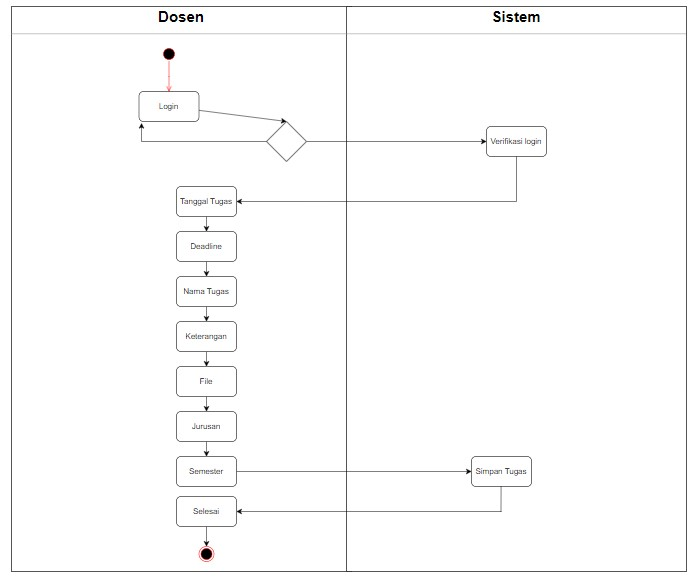 Dosen
Sistem
Login
Verifikasi login
Tanggal Tugas
Deadline
Nama Tugas
Keterangan
File
Jurusan
Semester
Simpan Tugas
Selesai